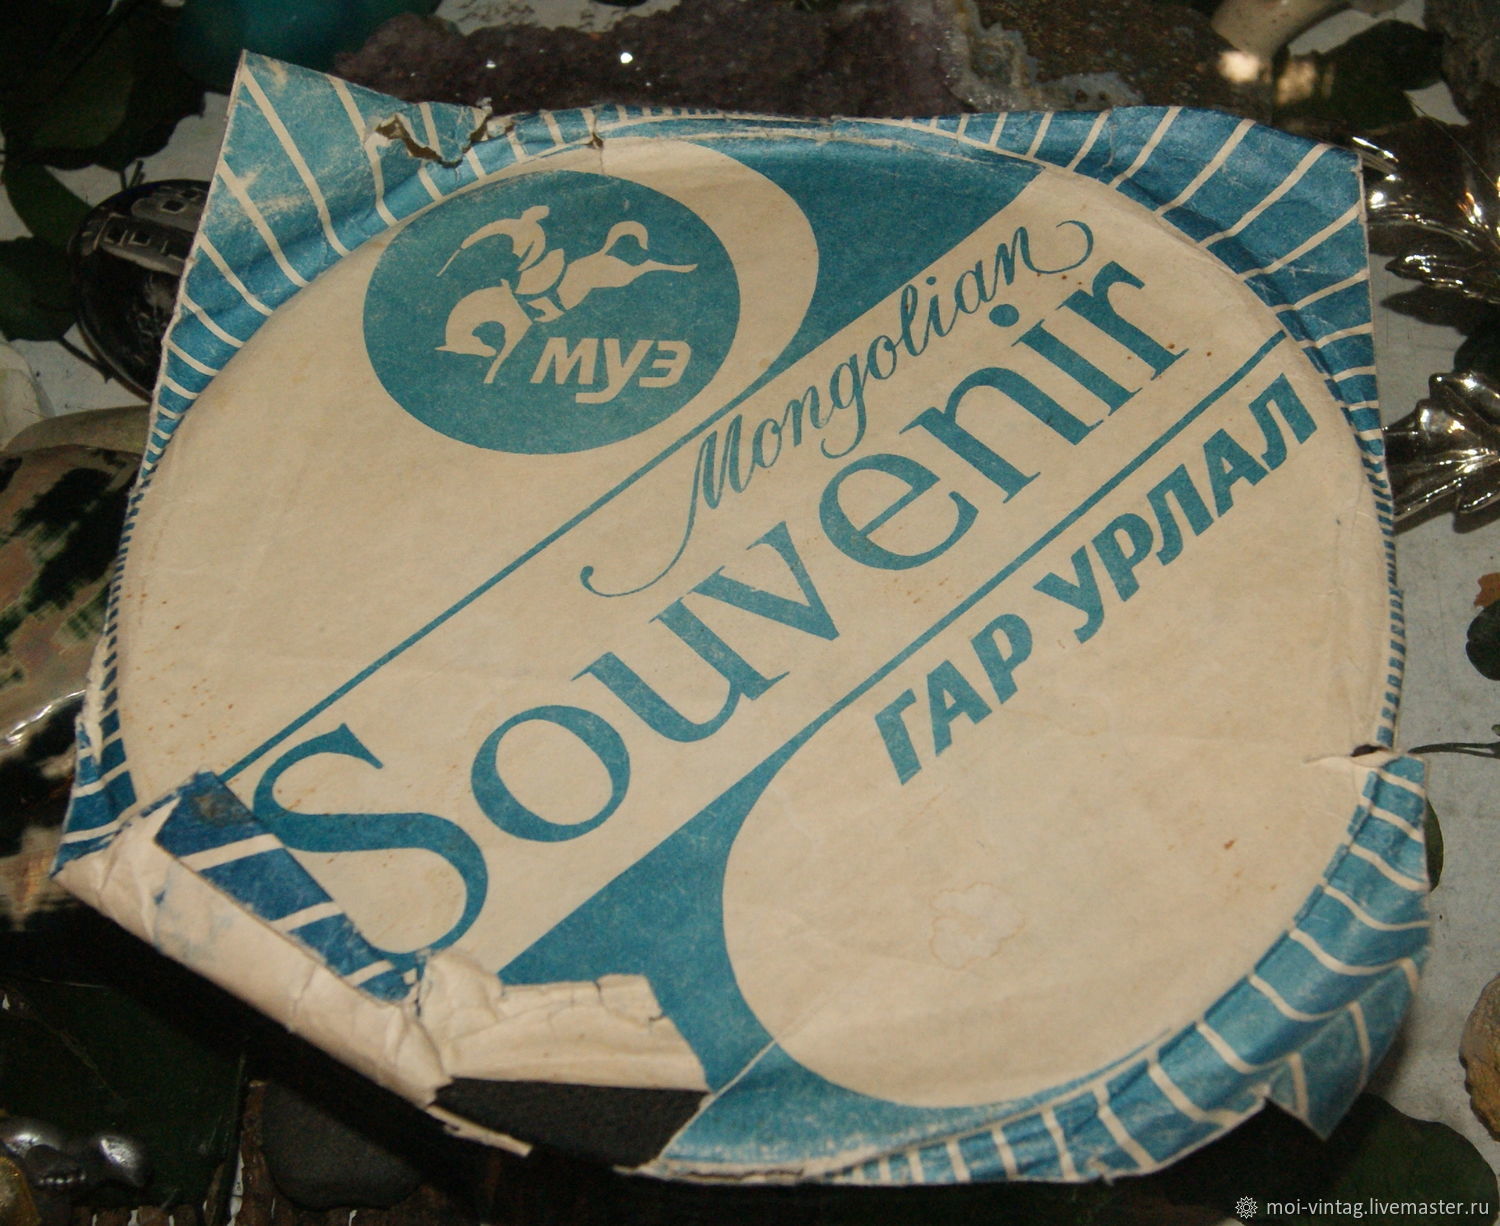 МУЭ
Mongolian
Souvenir
ГАР УРЛАЛ
moi-vintag.livemaster.ru